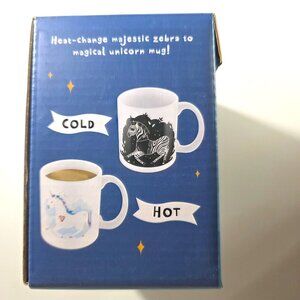 Heat-change majestic zebra to
magical unicorn mug!
COLD
HOT